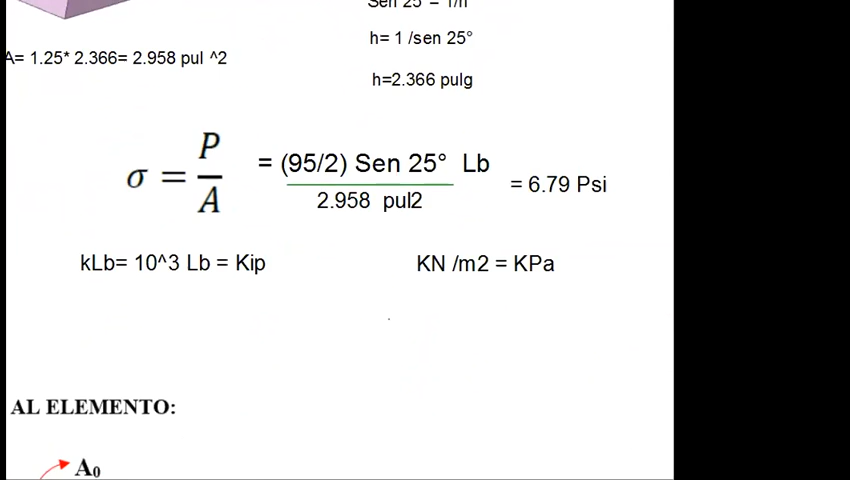 Sen 25 = 1/h
h= 1 /sen 25°
A= 1.25* 2.366= 2.958 pul ^2
h=2.366 pulg
σ = P/A = (95/2) Sen 25° Lb
2.958 pul2
= 6.79 Psi
kLb= 10^3 Lb = Kip
KN /m2 = KPa
AL ELEMENTO:
A₀